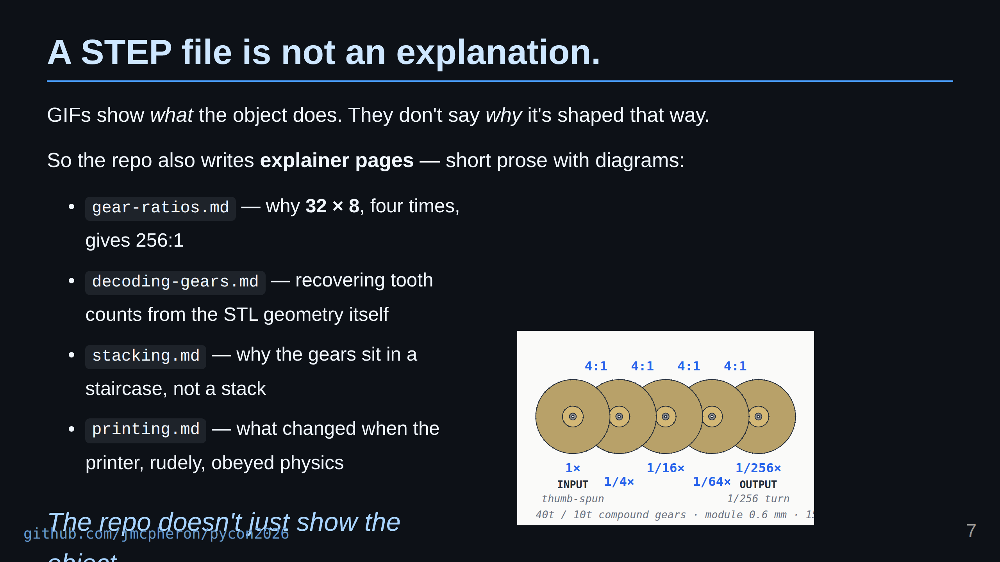 A STEP file is not an explanation.
GIFs show what the object does. They don't say why it's shaped that way.
So the repo also writes explainer pages — short prose with diagrams:
• gear-ratios.md — why 32 × 8, four times,
gives 256:1
• decoding-gears.md — recovering tooth
counts from the STL geometry itself
• stacking.md — why the gears sit in a
staircase, not a stack
• printing.md — what changed when the
printer, rudely, obeyed physics
The repo doesn't just show the
object
4:1 4:1 4:1 4:1
1× 1/16× 1/256×
1/4× 1/64×
INPUT OUTPUT
thumb-spun 1/256 turn
40t / 10t compound gears · module 0.6 mm · 15
github.com/jmcpheron/pycon2026
7